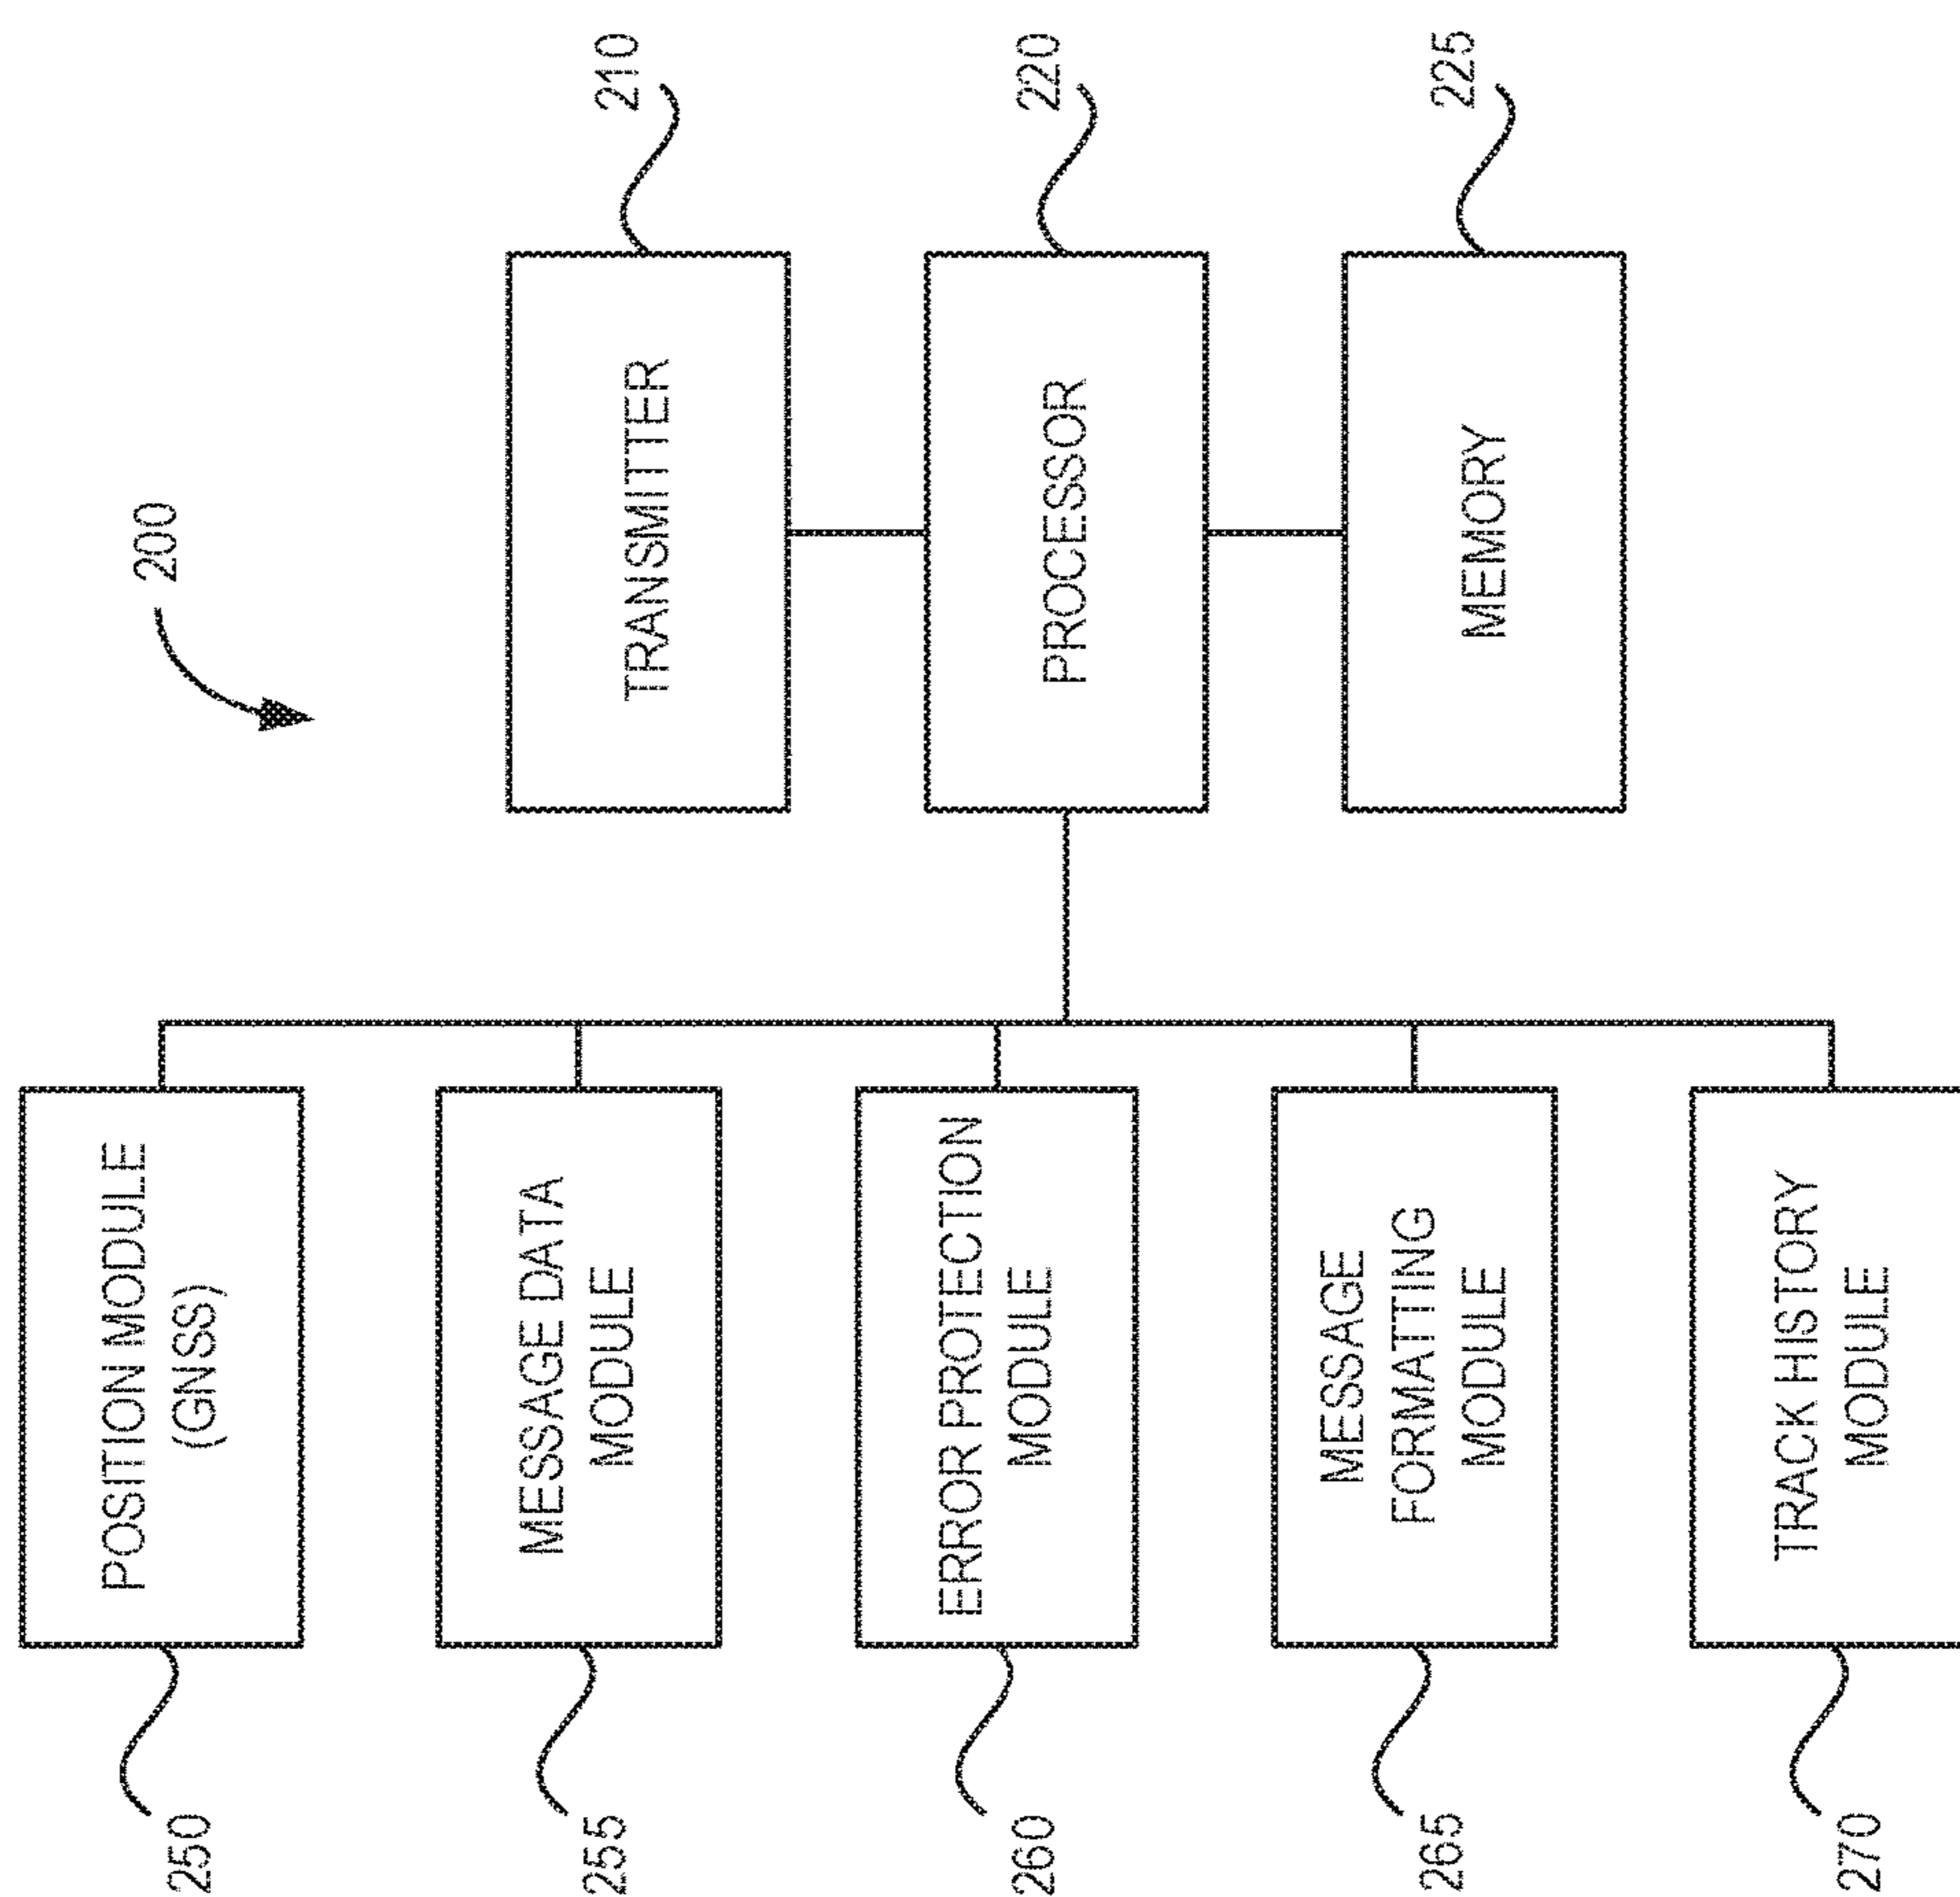 200
TRANSMITTER
210
PROCESSOR
220
MEMORY
225
250
POSITION MODULE
(GNSS)
255
MESSAGE DATA
MODULE
260
ERROR PROTECTION
MODULE
265
MESSAGE
FORMATTING
MODULE
270
TRACK HISTORY
MODULE